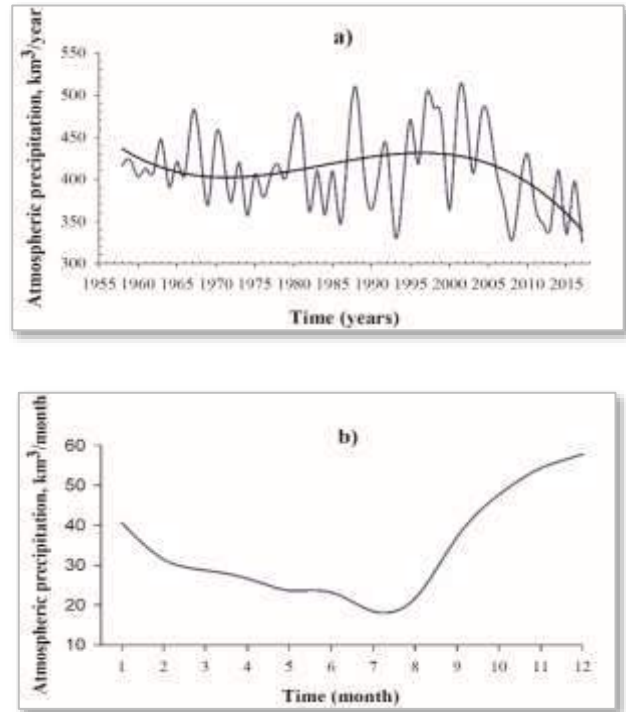 a)
Atmospheric precipitation, km³/year
550
500
450
400
350
300
1955 1960 1965 1970 1975 1980 1985 1990 1995 2000 2005 2010 2015
Time (years)
b)
Atmospheric precipitation, km³/month
60
50
40
30
20
10
1 2 3 4 5 6 7 8 9 10 11 12
Time (month)